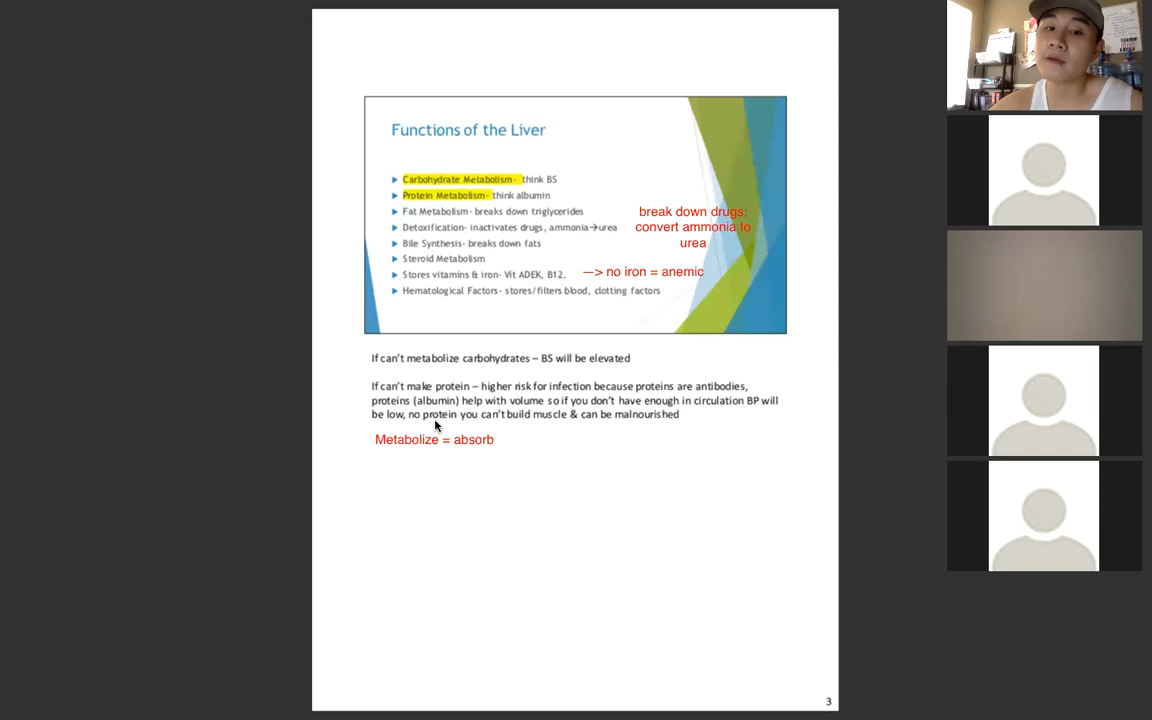 Functions of the Liver
Carbohydrate Metabolism- think BS
Protein Metabolism- think albumin
Fat Metabolism- breaks down triglycerides
Detoxification- inactivates drugs, ammonia→urea
Bile Synthesis- breaks down fats
Steroid Metabolism
Stores vitamins & iron- Vit ADEK, B12.
Hematological Factors- stores/filters blood, clotting factors
break down drugs;
convert ammonia to
urea
—> no iron = anemic
If can't metabolize carbohydrates – BS will be elevated
If can't make protein – higher risk for infection because proteins are antibodies,
proteins (albumin) help with volume so if you don't have enough in circulation BP will
be low, no protein you can't build muscle & can be malnourished
Metabolize = absorb
3